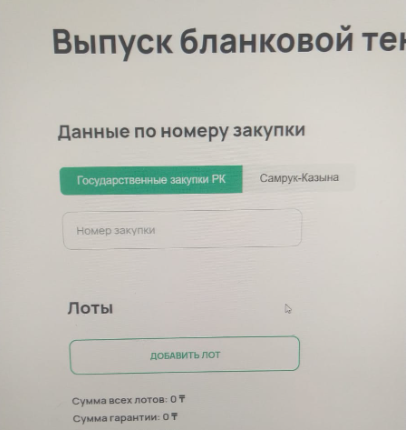 Выпуск бланковой
Данные по номеру закупки
Государственные закупки РК
Самрук-Казына
Номер закупки
Лоты
ДОБАВИТЬ ЛОТ
Сумма всех лотов: 0 ₸
Сумма гарантии: 0 ₸